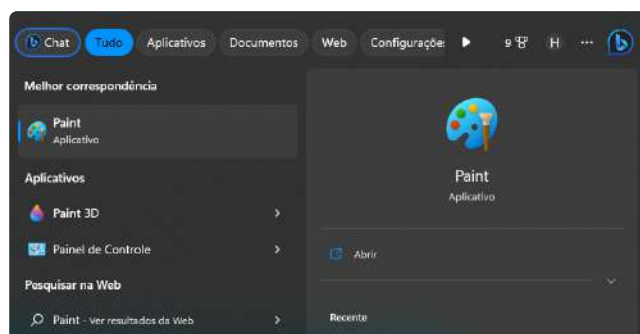 Chat Tudo Aplicativos Documentos Web Configurações 9 H ...
Melhor correspondência
Paint
Aplicativo
Aplicativos
Paint 3D
Painel de Controle
Pesquisar na Web
Paint - Ver resultados da Web
Paint
Aplicativo
Abrir
Recente